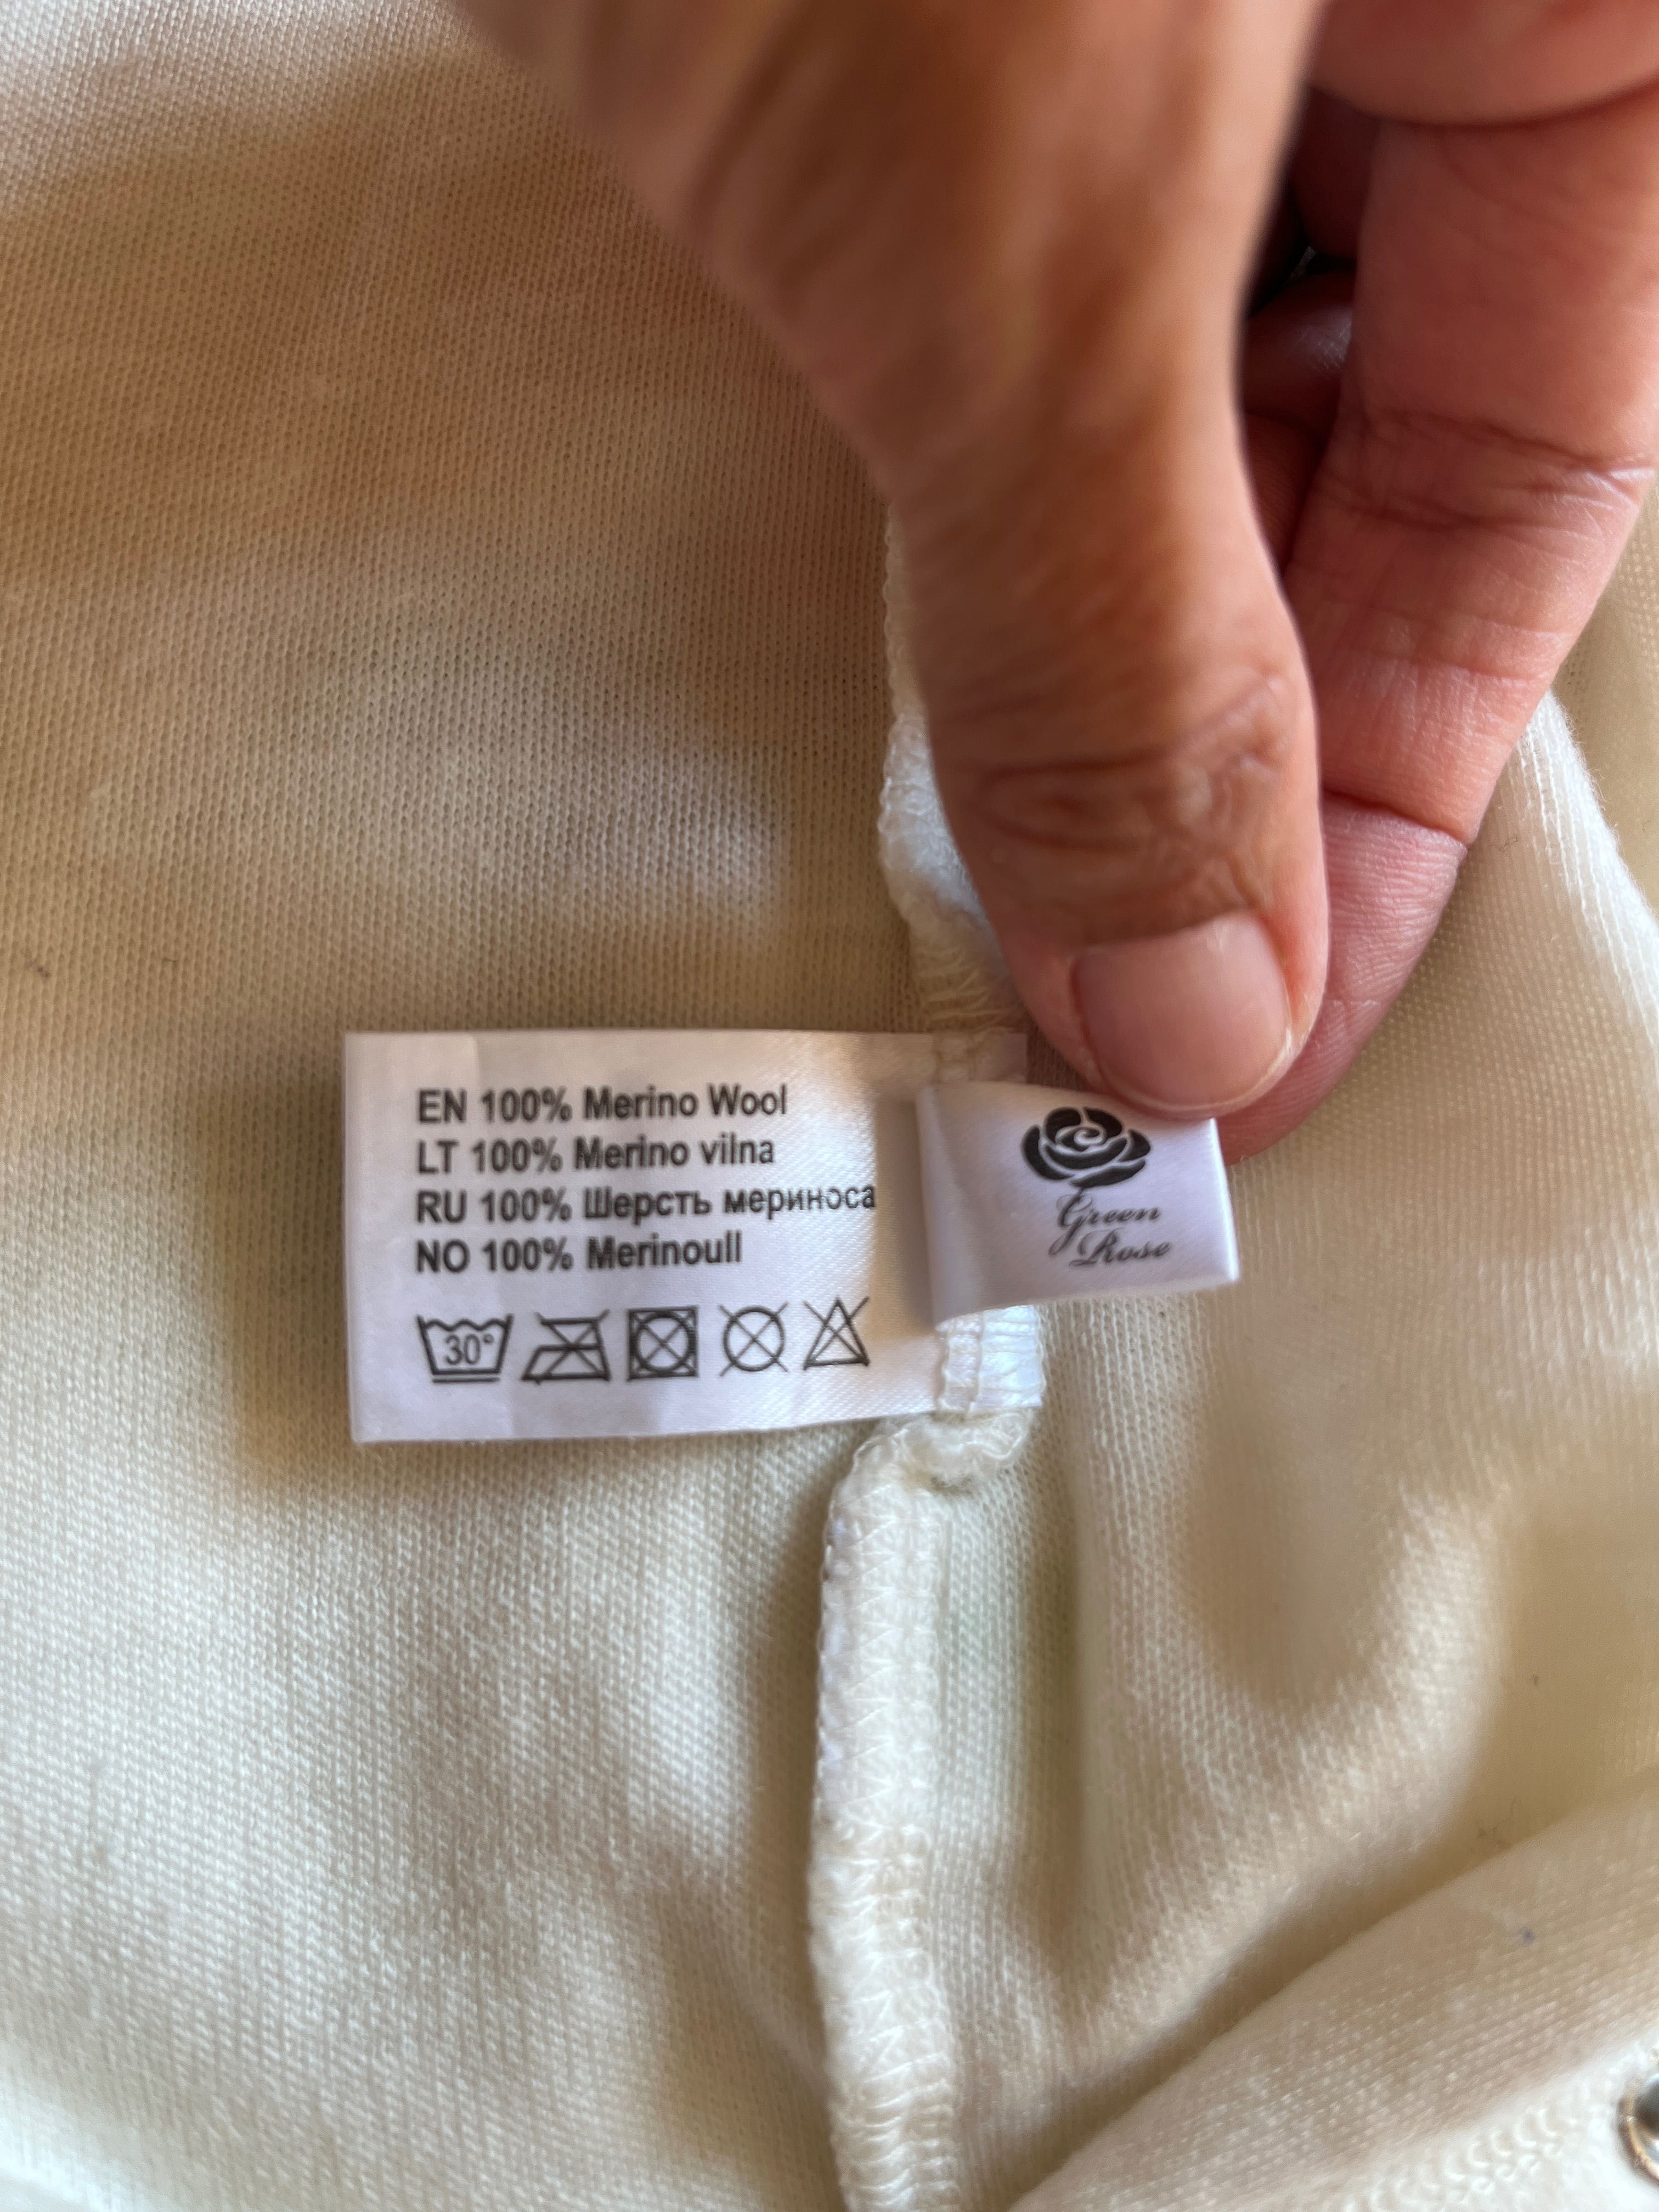 EN 100% Merino Wool
LT 100% Merino vilna
RU 100% Шерсть мериноса
NO 100% Merinoull
30°
Green
Rose